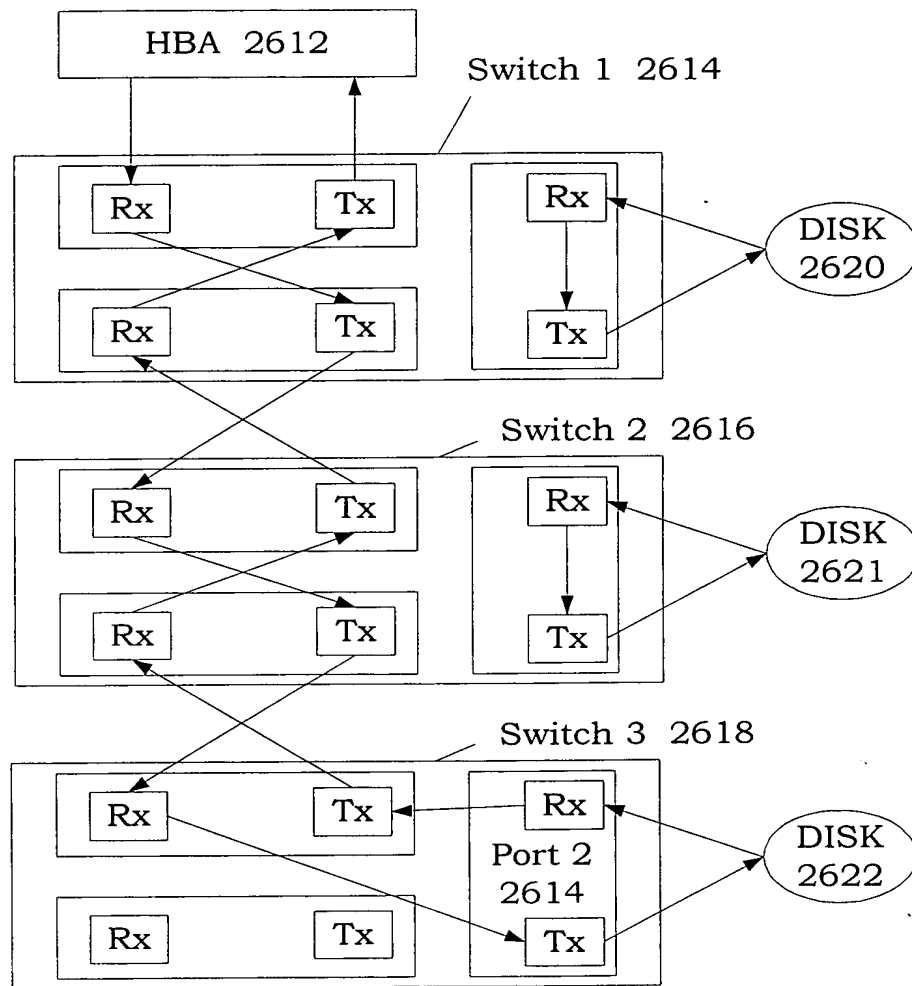 HBA 2612
Switch 1 2614
Rx Tx Rx
DISK
2620
Rx Tx Tx
Switch 2 2616
Rx Tx Rx
DISK
2621
Rx Tx Tx
Switch 3 2618
Rx Tx Rx
Port 2
2614
DISK
2622
Rx Tx Tx